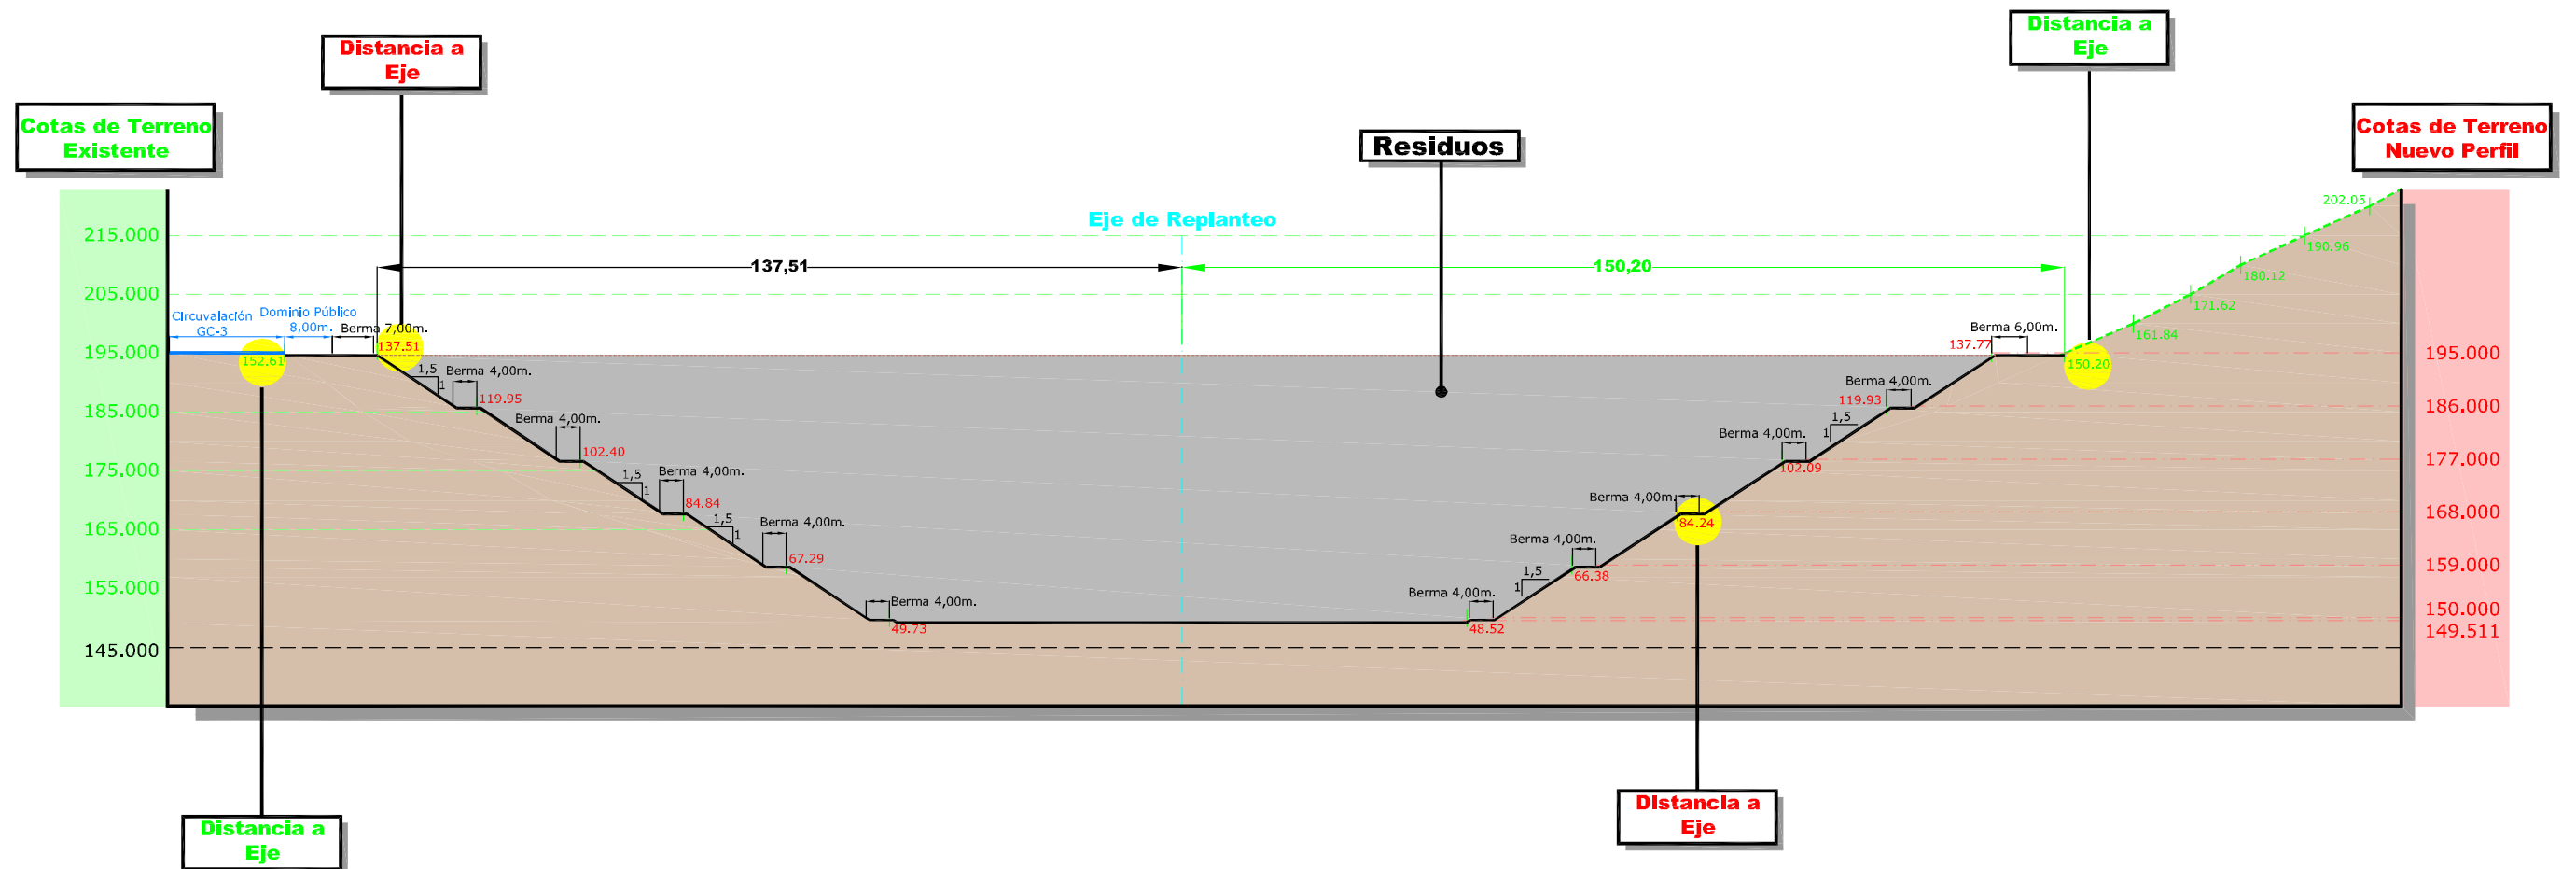 Distancia a
Eje
Distancia a
Eje
Cotas de Terreno
Existente
Residuos
Cotas de Terreno
Nuevo Perfil
Eje de Replanteo
202.05
190.96
180.12
171.62
161.84
215.000
205.000
195.000
185.000
175.000
165.000
155.000
145.000
137,51
150,20
Circuvalación
GC-3
Dominio Público
8,00m.
Berma 7,00m.
Berma 6,00m.
152.61
137.51
137.77
150.20
195.000
186.000
177.000
168.000
159.000
150.000
149.511
1,5
1
Berma 4,00m.
119.95
Berma 4,00m.
102.40
1,5
1
Berma 4,00m.
84.84
1,5
1
Berma 4,00m.
67.29
Berma 4,00m.
49.73
Berma 4,00m.
119.93
1,5
1
Berma 4,00m.
102.09
Berma 4,00m.
84.24
Berma 4,00m.
66.38
1,5
1
Berma 4,00m.
48.52
Distancia a
Eje
Distancia a
Eje